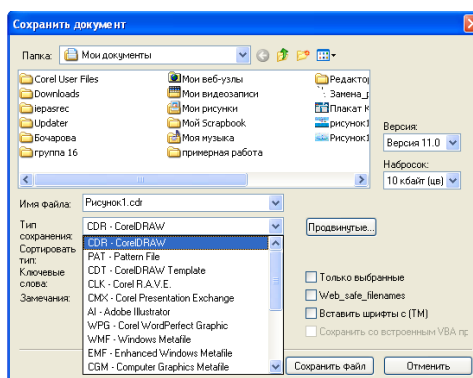 Сохранить документ
Папка: Мои документы
Corel User Files Мои веб-узлы Редактор
Downloads Мои видеозаписи Замена_р
iepasrec Мои рисунки Плакат К
Updater Мой Scrapbook рисунок1
Бочарова Моя музыка Рисунок1
группа 16 примерная работа
Версия:
Версия 11.0
Набросок:
10 кбайт (цв)
Имя файла: Рисунок1.cdr
Тип сохранения: CDR - CorelDRAW Продвинутые...
Сортировать тип:
Ключевые слова:
Замечания:
CDR - CorelDRAW
PAT - Pattern File
CDT - CorelDRAW Template
CLK - Corel R.A.V.E.
CMX - Corel Presentation Exchange
AI - Adobe Illustrator
WPG - Corel WordPerfect Graphic
WMF - Windows Metafile
EMF - Enhanced Windows Metafile
CGM - Computer Graphics Metafile
Только выбранные
Web_safe_filenames
Вставить шрифты с (TM)
Сохранить со встроенным VBA пр
Сохранить файл Отменить